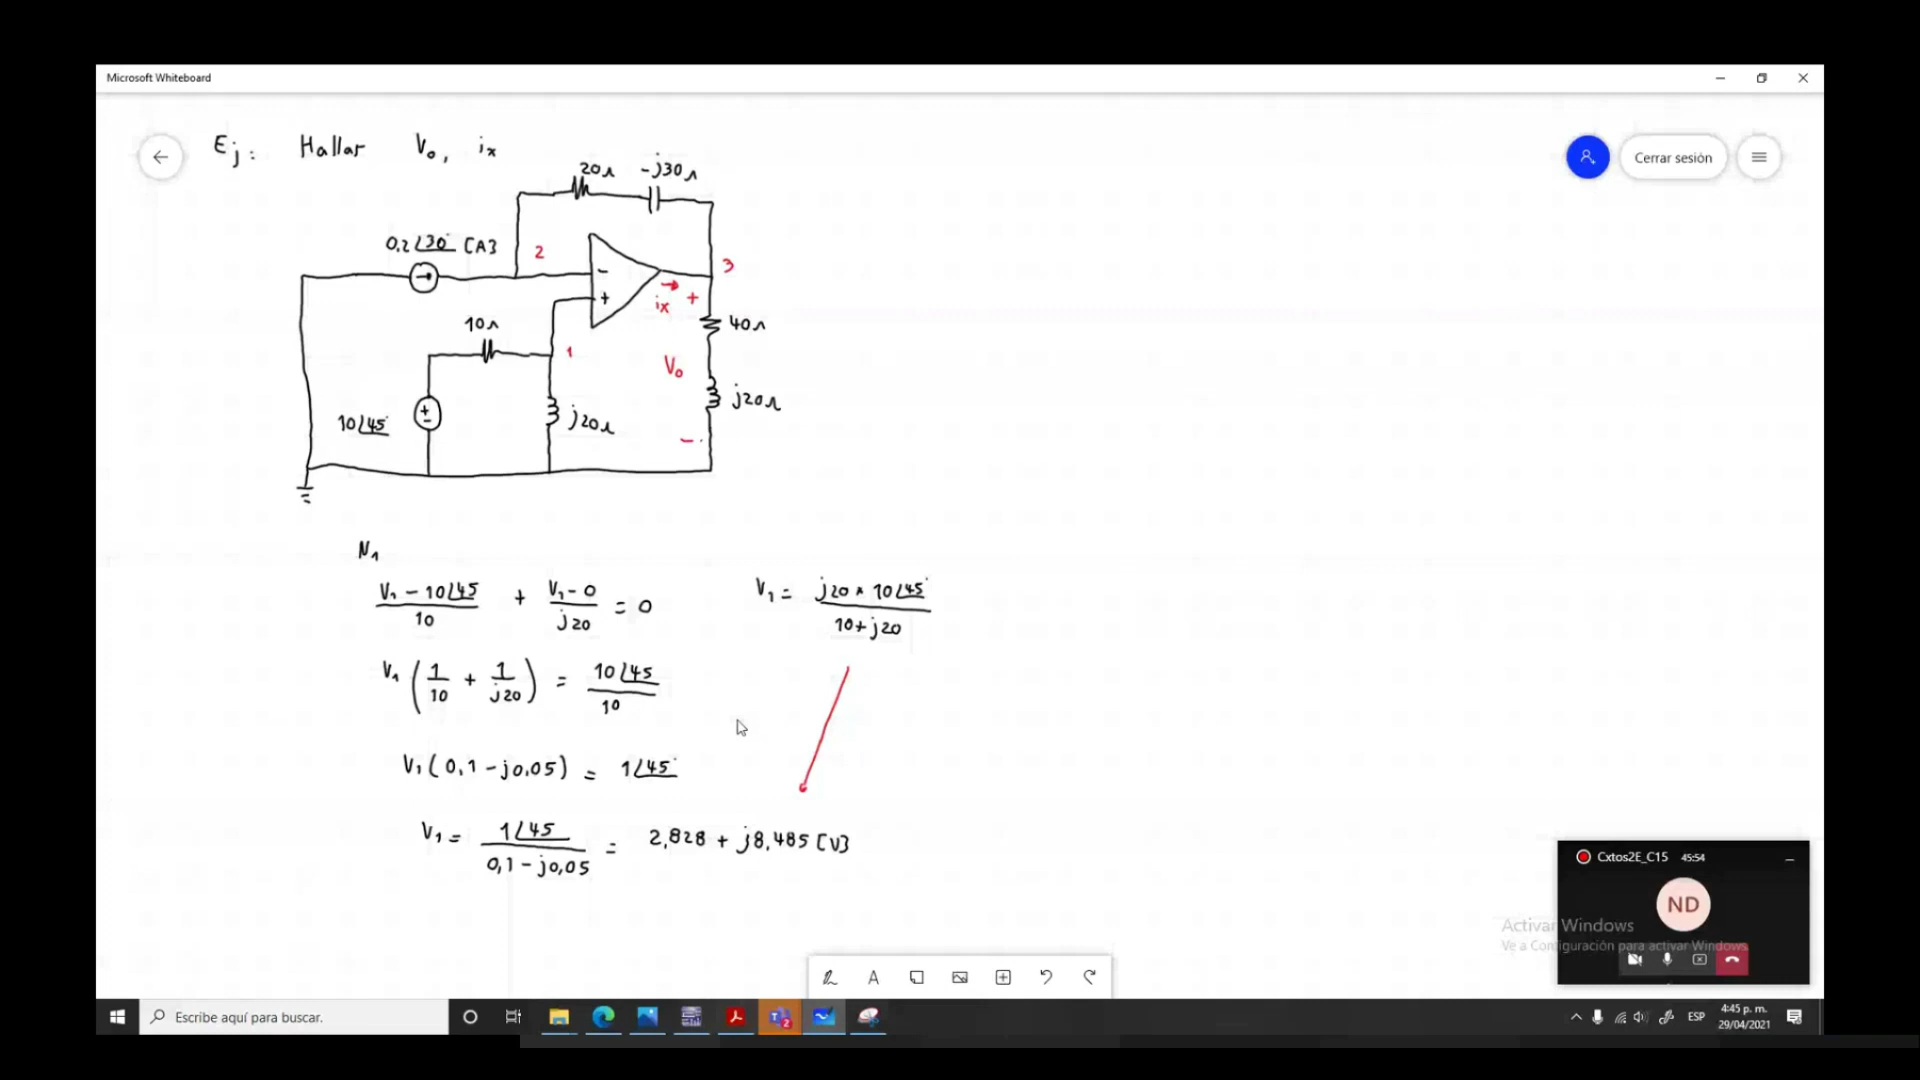 Microsoft Whiteboard
Ej: Hallar V₀, ix
Cerrar sesión
20Ω -j30Ω
0.2∠30° [A]
2
3
-
+
ix
+
10Ω
40Ω
1
V₀
+
-
10∠45°
j20Ω
j20Ω
-
N₁
V₁ - 10∠45 / 10 + V₁ - 0 / j20 = 0
V₁ = j20 * 10∠45° / 10 + j20
V₁ (1/10 + 1/j20) = 10∠45 / 10
V₁ (0,1 - j0,05) = 1∠45°
V₁ = 1∠45 / 0,1 - j0,05 = 2,828 + j8,485 [V]
Cxtos2E_C15 45:54
ND
Activar Windows
Ve a Configuración para activar Windows.
A
Escribe aquí para buscar.
ESP
4:45 p. m.
29/04/2021